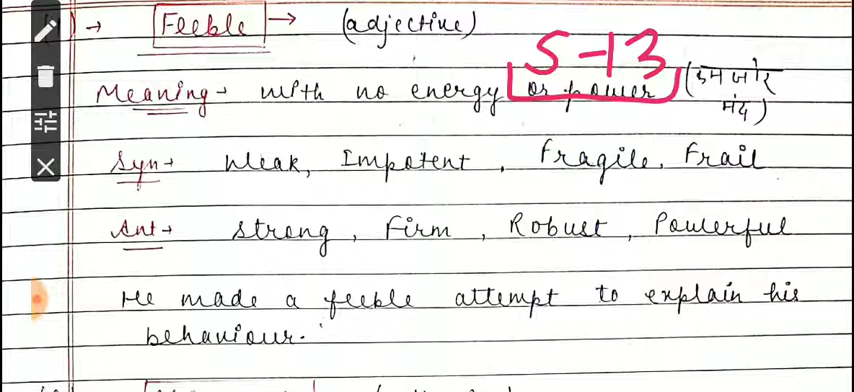 → Feeble → (adjective)
S-13
Meaning → with no energy or power (कमजोर
मंद)
Syn → Weak, Impotent, Fragile, Frail
Ant → Strong, Firm, Robust, Powerful
He made a feeble attempt to explain his
behaviour.